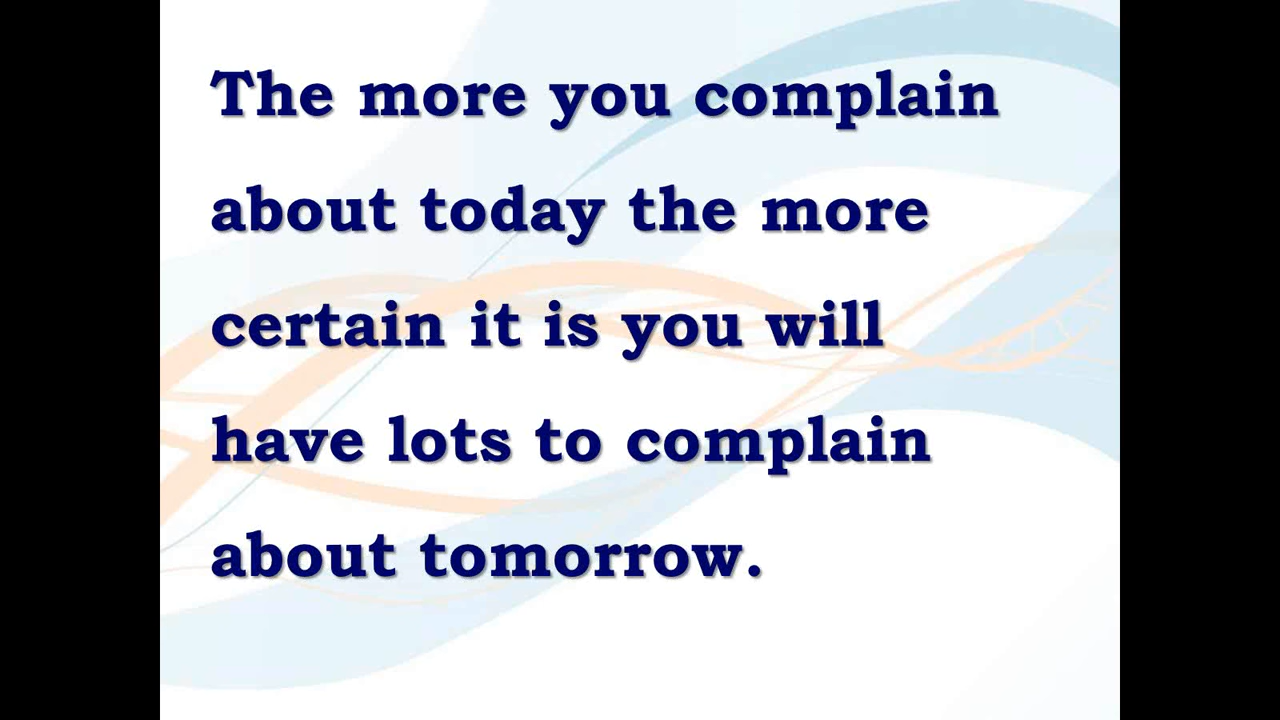 The more you complain
about today the more
certain it is you will
have lots to complain
about tomorrow.